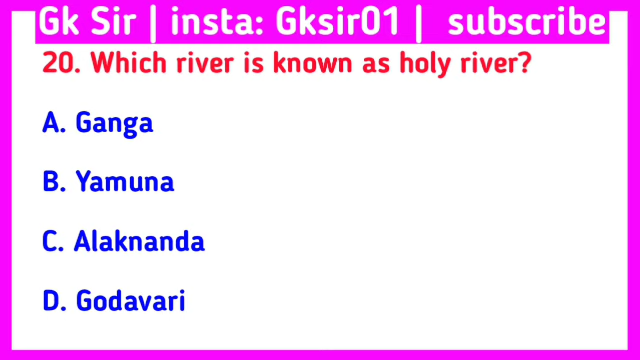 Gk Sir | insta: Gksir01 | subscribe
20. Which river is known as holy river?
A. Ganga
B. Yamuna
C. Alaknanda
D. Godavari